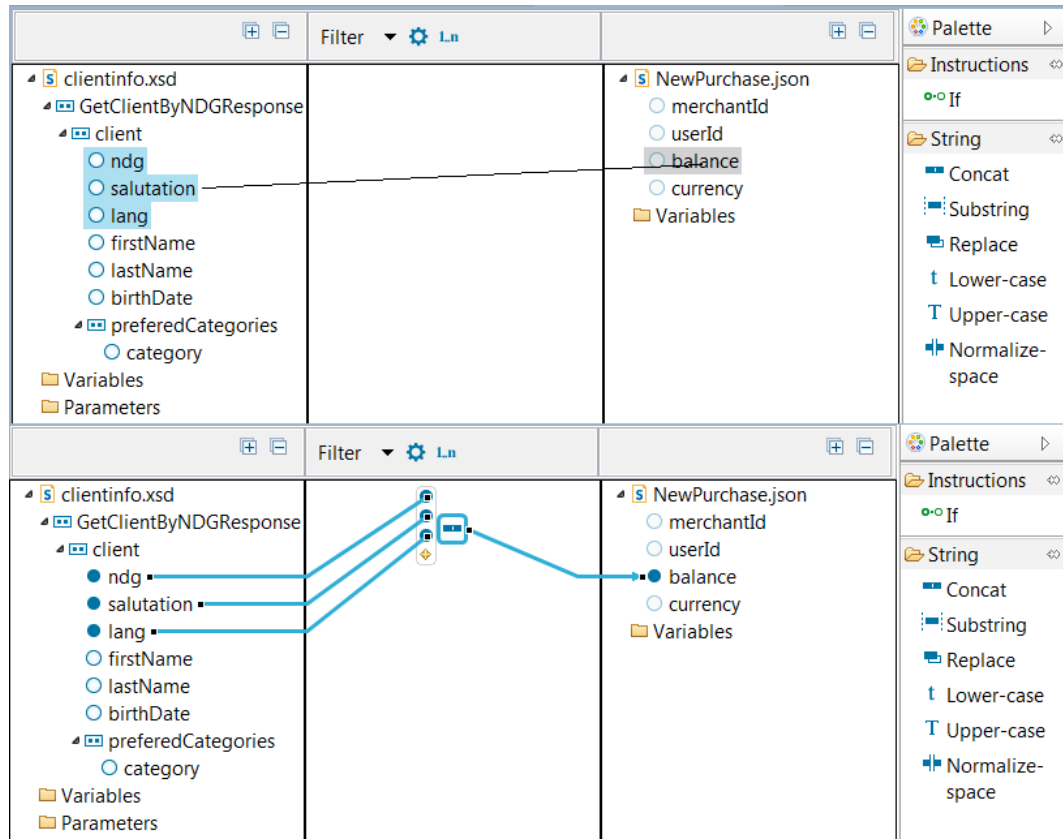 Filter 1..n
Palette
clientinfo.xsd
GetClientByNDGResponse
client
ndg
salutation
lang
firstName
lastName
birthDate
preferedCategories
category
Variables
Parameters
NewPurchase.json
merchantId
userId
balance
currency
Variables
Instructions
If
String
Concat
Substring
Replace
t Lower-case
T Upper-case
Normalize-
space
Filter 1..n
Palette
clientinfo.xsd
GetClientByNDGResponse
client
ndg
salutation
lang
firstName
lastName
birthDate
preferedCategories
category
Variables
Parameters
NewPurchase.json
merchantId
userId
balance
currency
Variables
Instructions
If
String
Concat
Substring
Replace
t Lower-case
T Upper-case
Normalize-
space